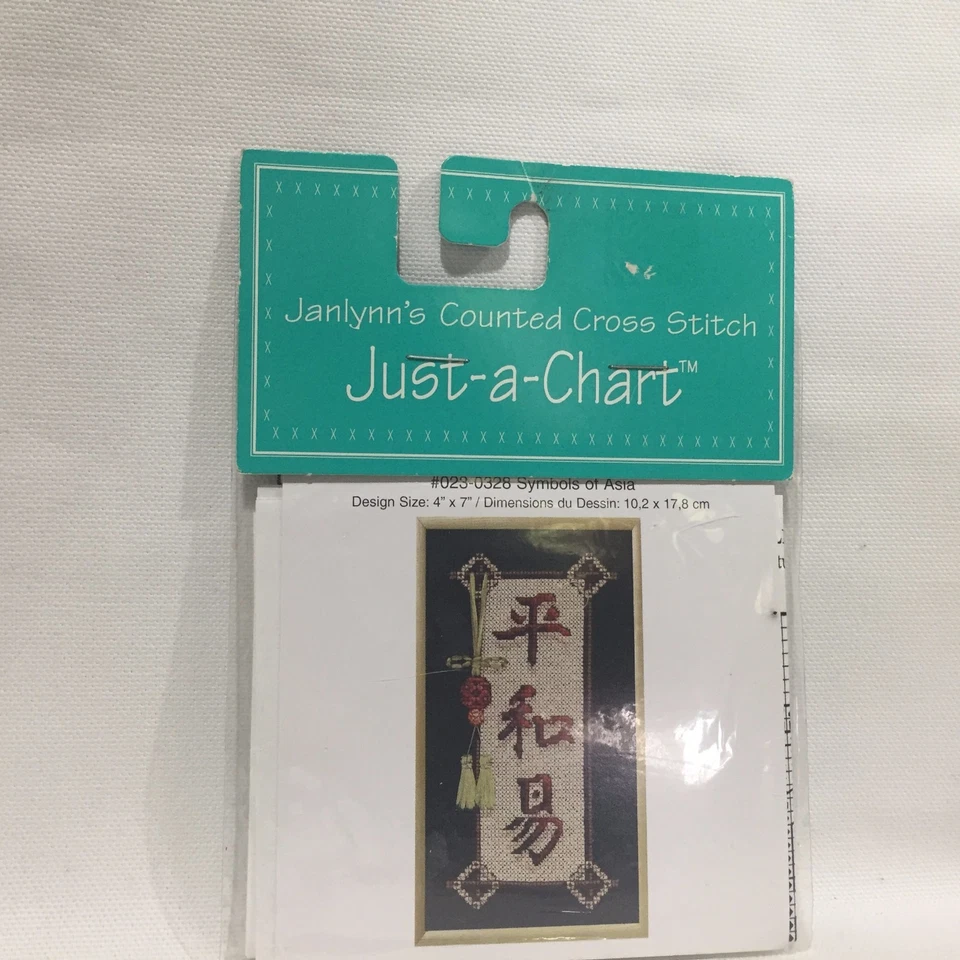 Janlynn's Counted Cross Stitch
Just-a-Chart™
#023-0328 Symbols of Asia
Design Size: 4" x 7" / Dimensions du Dessin: 10,2 x 17,8 cm
平
和
易